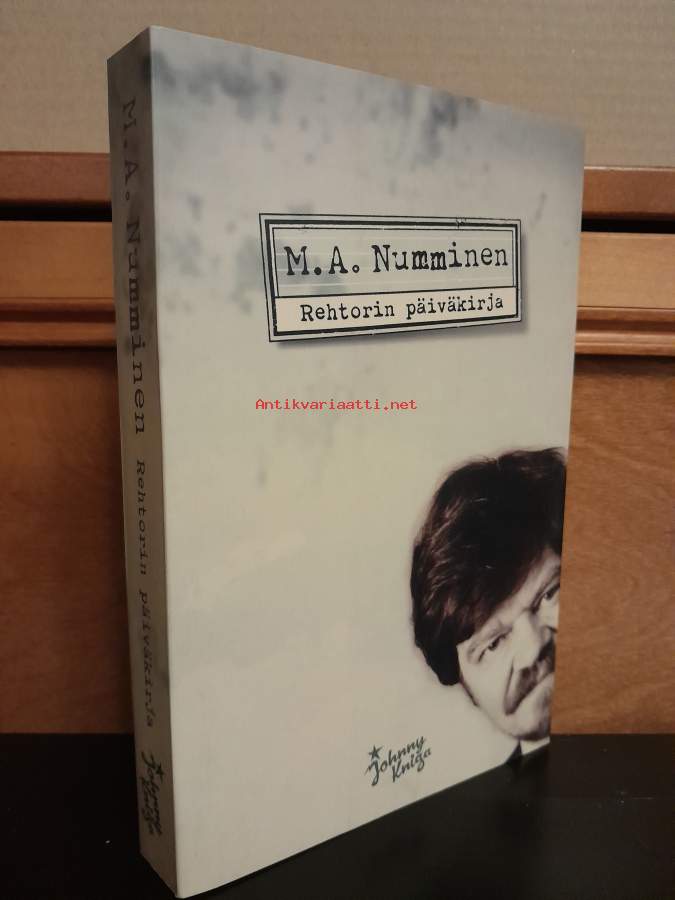 M.A. Numminen
Rehtorin päiväkirja
Antikvariaatti.net
Johnny
Kniga
M.A. Numminen Rehtorin päiväkirja
Johnny
Kniga